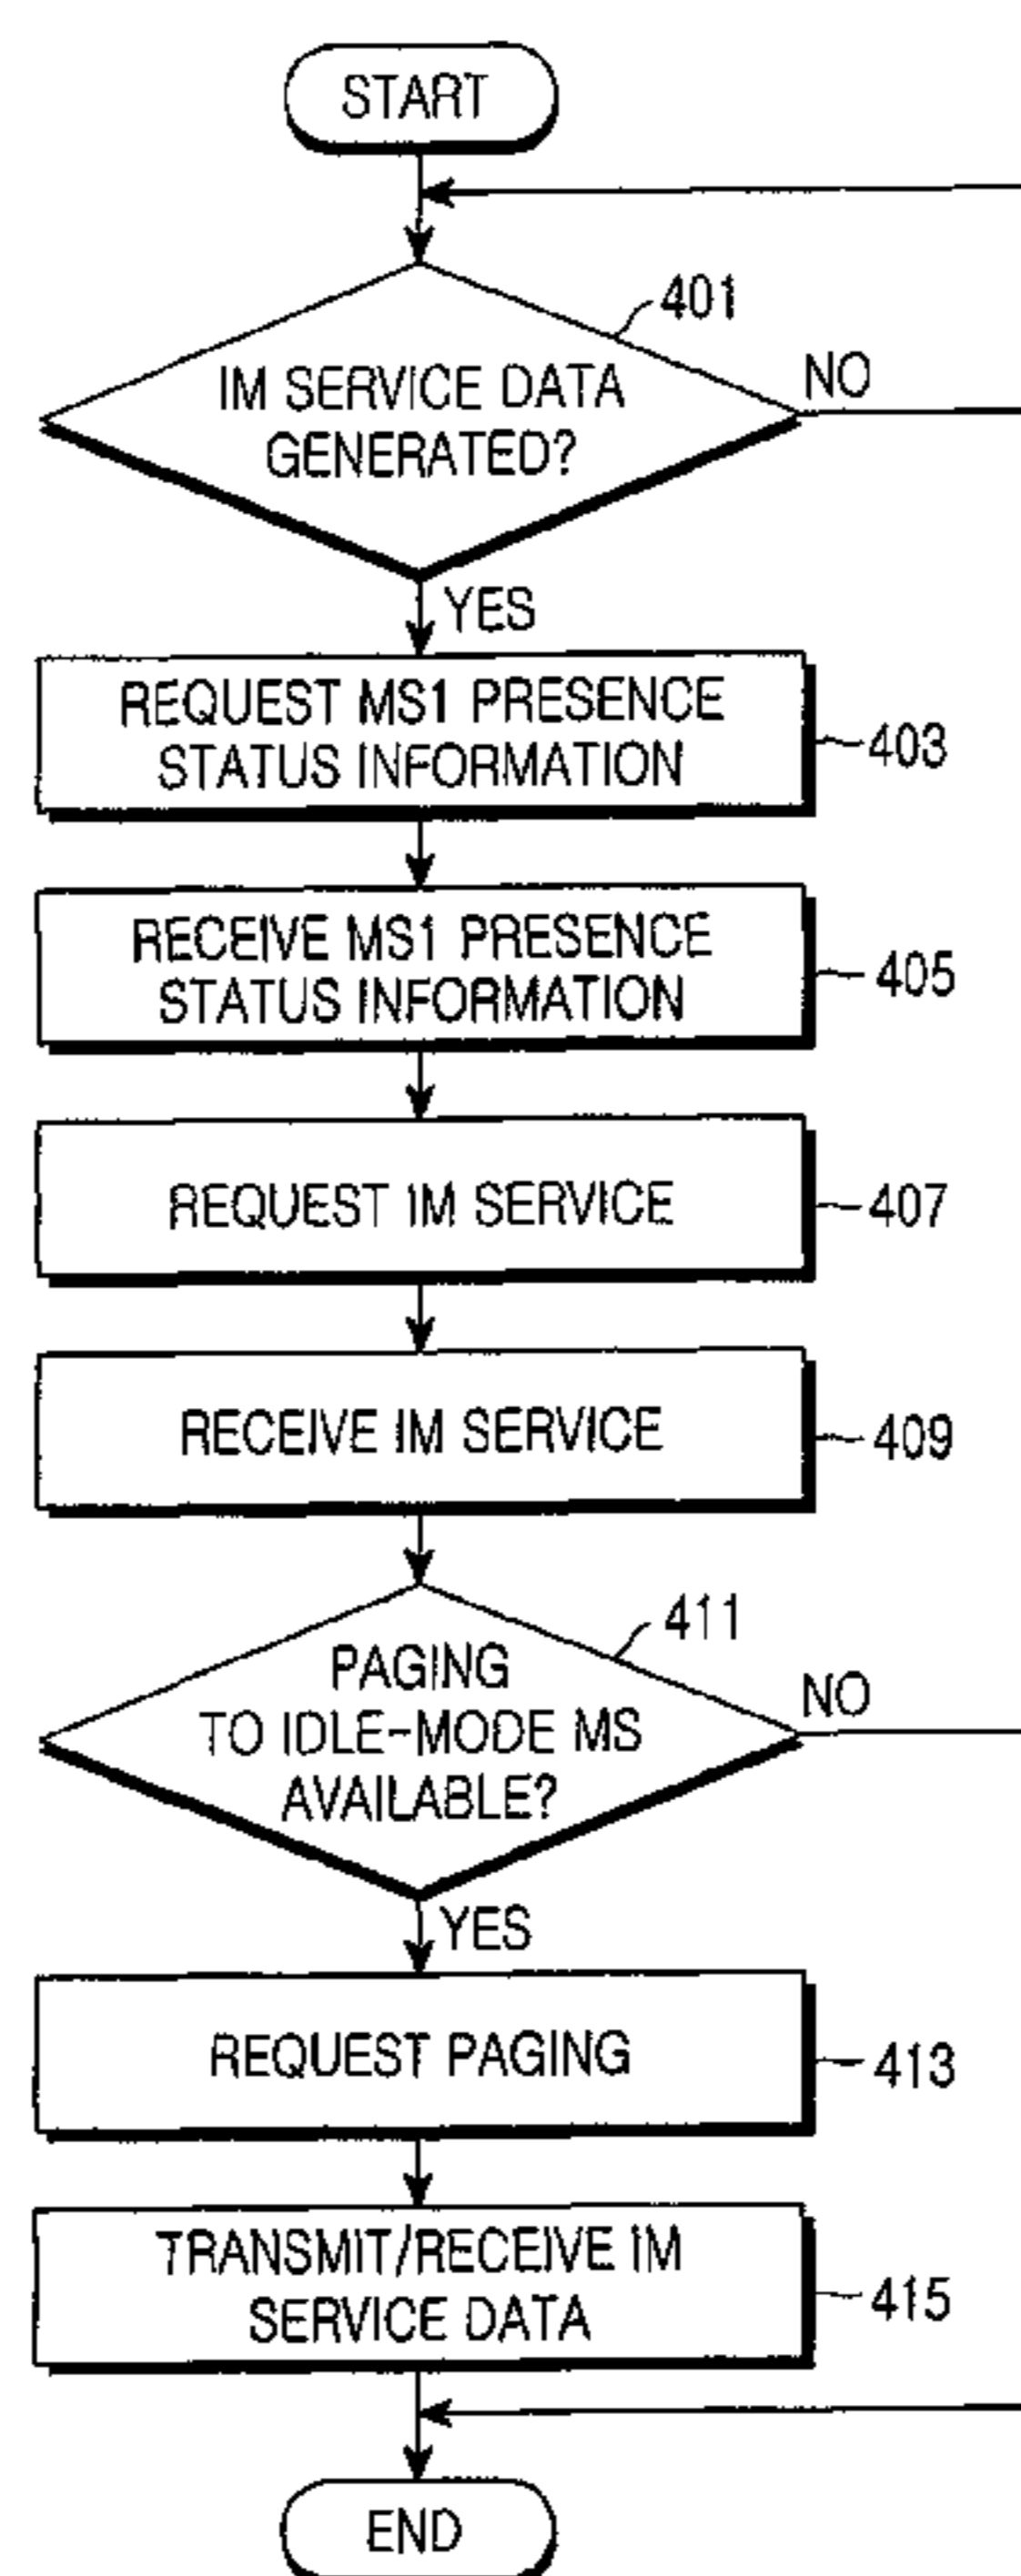 START
401
IM SERVICE DATA
GENERATED?
NO
YES
REQUEST MS1 PRESENCE
STATUS INFORMATION
403
RECEIVE MS1 PRESENCE
STATUS INFORMATION
405
REQUEST IM SERVICE
407
RECEIVE IM SERVICE
409
411
PAGING
TO IDLE-MODE MS
AVAILABLE?
NO
YES
REQUEST PAGING
413
TRANSMIT/RECEIVE IM
SERVICE DATA
415
END